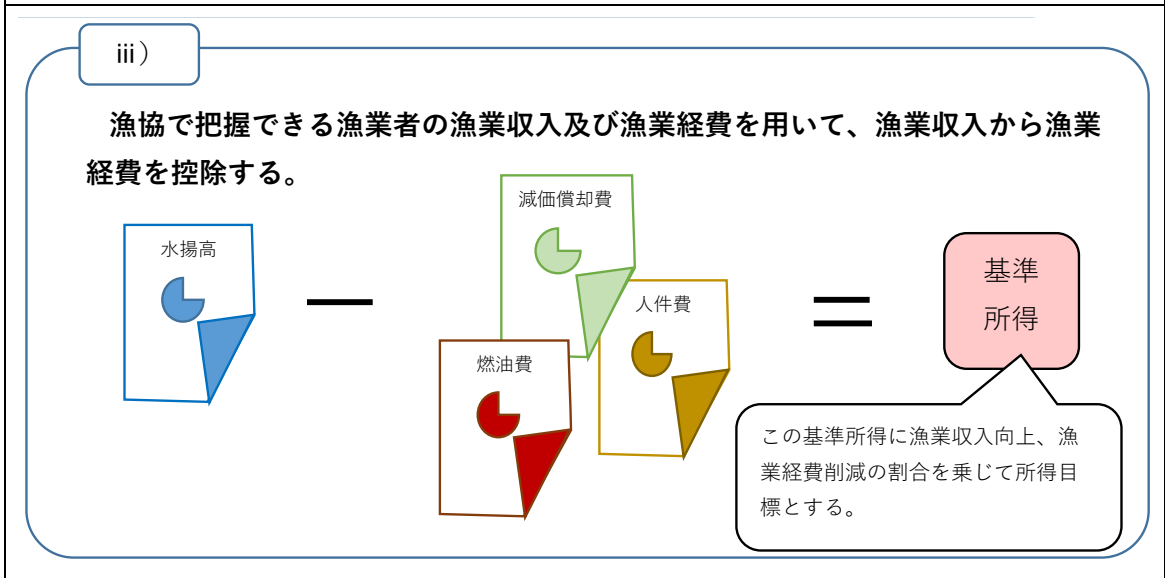 iii）
漁協で把握できる漁業者の漁業収入及び漁業経費を用いて、漁業収入から漁業
経費を控除する。
水揚高
減価償却費
人件費
燃油費
基準
所得
この基準所得に漁業収入向上、漁
業経費削減の割合を乗じて所得目
標とする。